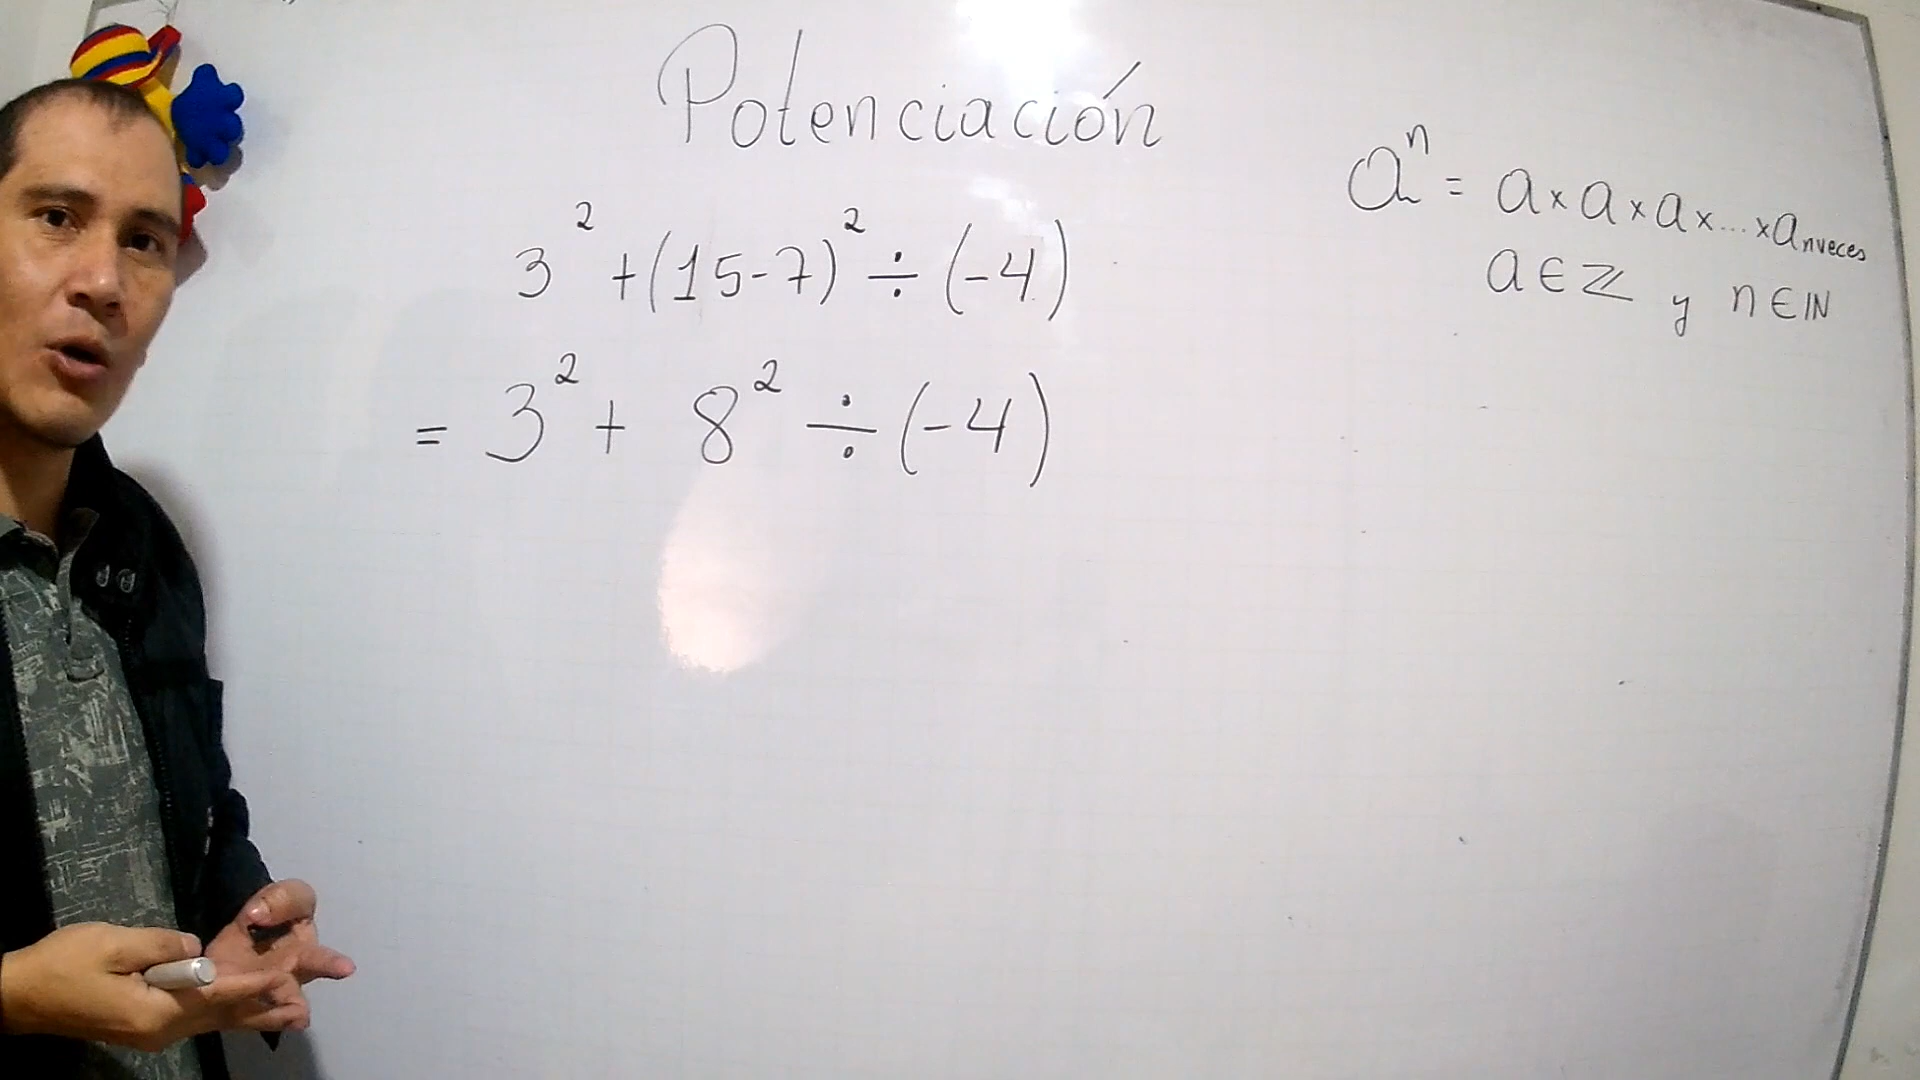 Potenciación
3² + (15-7)² ÷ (-4)
= 3² + 8² ÷ (-4)
aⁿ = a × a × a × ... × a n veces
a ∈ ℤ y n ∈ ℕ